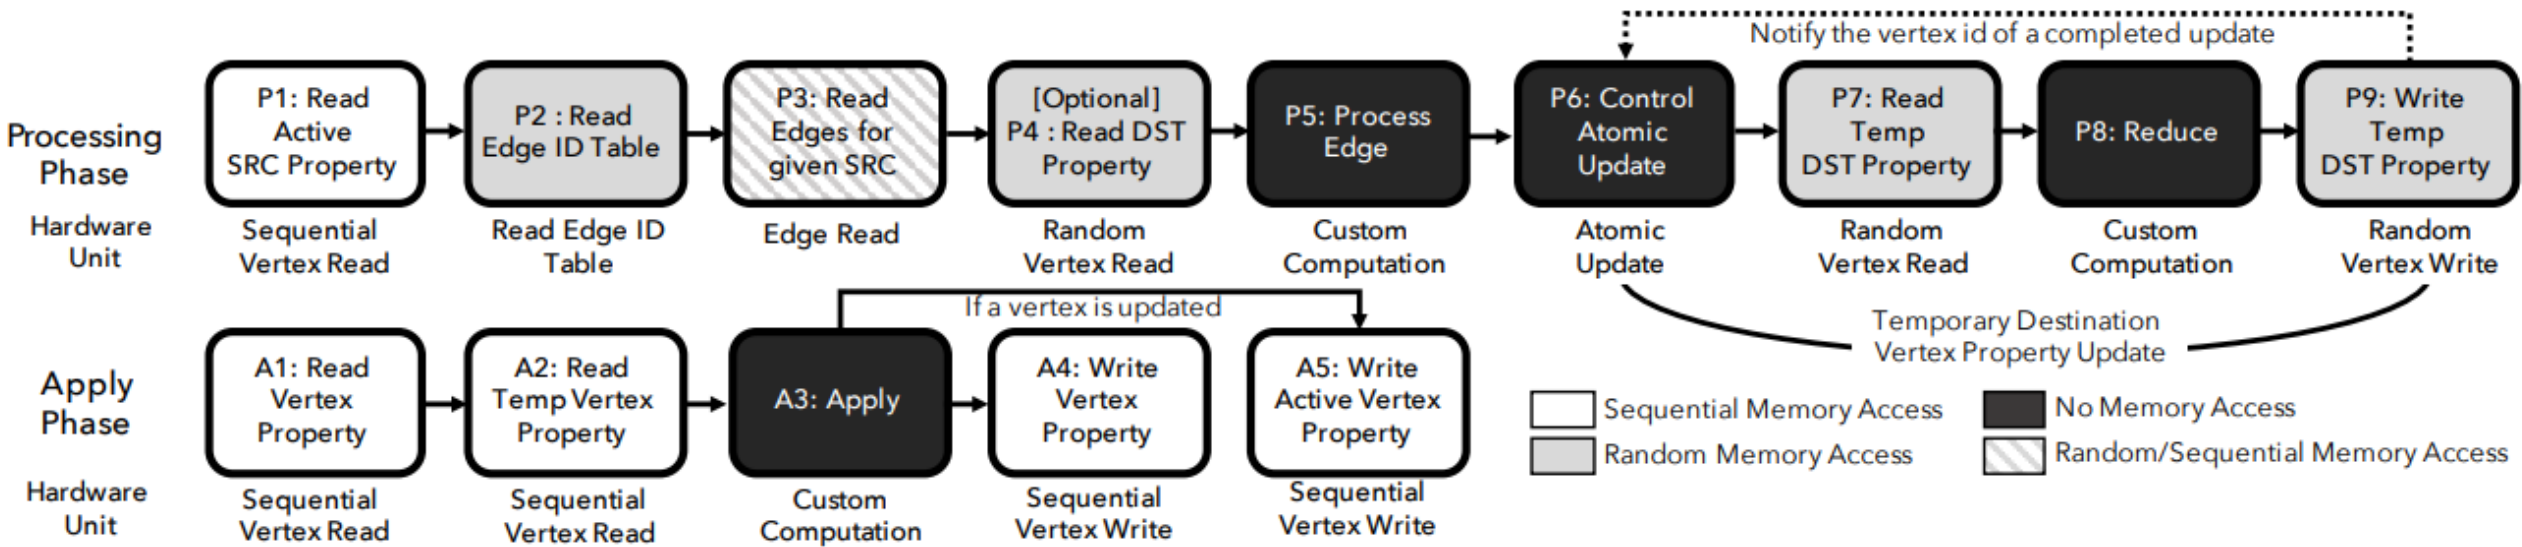 Notify the vertex id of a completed update
Processing
Phase
P1: Read
Active
SRC Property
P2 : Read
Edge ID Table
P3: Read
Edges for
given SRC
[Optional]
P4 : Read DST
Property
P5: Process
Edge
P6: Control
Atomic
Update
P7: Read
Temp
DST Property
P8: Reduce
P9: Write
Temp
DST Property
Hardware
Unit
Sequential
Vertex Read
Read Edge ID
Table
Edge Read
Random
Vertex Read
Custom
Computation
Atomic
Update
Random
Vertex Read
Custom
Computation
Random
Vertex Write
If a vertex is updated
Temporary Destination
Vertex Property Update
Apply
Phase
A1: Read
Vertex
Property
A2: Read
Temp Vertex
Property
A3: Apply
A4: Write
Vertex
Property
A5: Write
Active Vertex
Property
Hardware
Unit
Sequential
Vertex Read
Sequential
Vertex Read
Custom
Computation
Sequential
Vertex Write
Sequential
Vertex Write
Sequential Memory Access
No Memory Access
Random Memory Access
Random/Sequential Memory Access